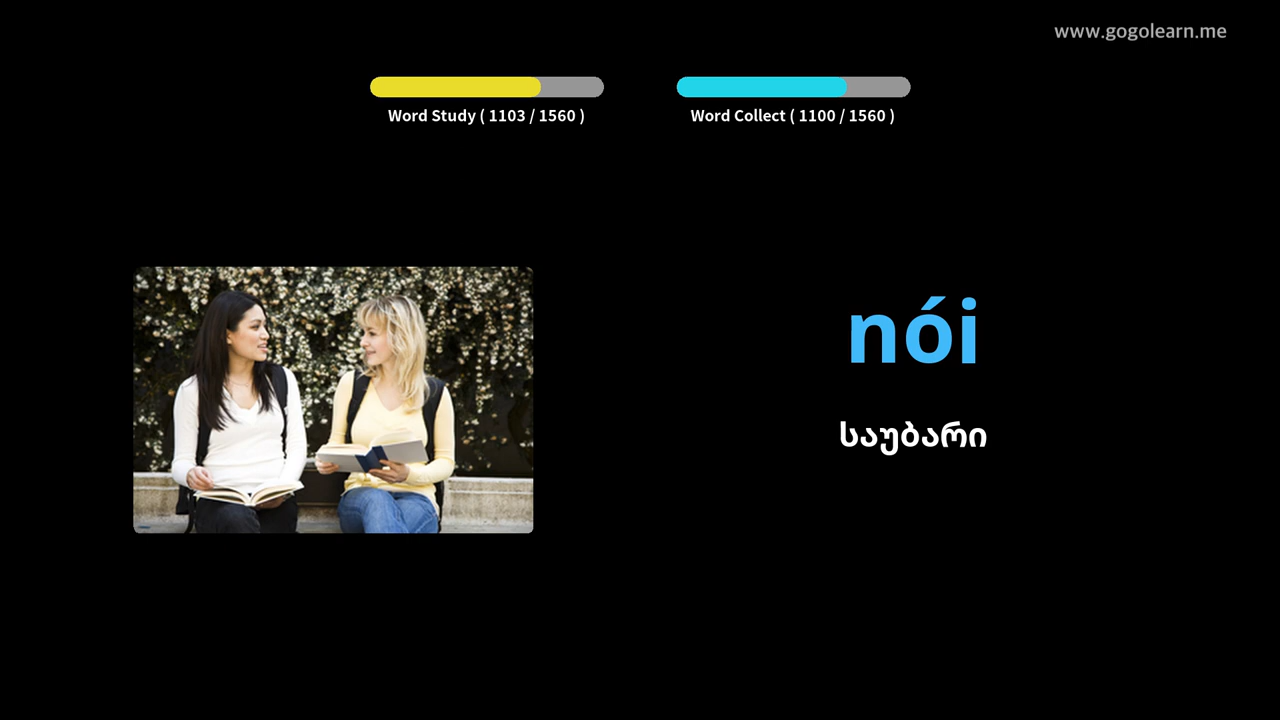 www.gogolearn.me
Word Study ( 1103 / 1560 )
Word Collect ( 1100 / 1560 )
nói
საუბარი